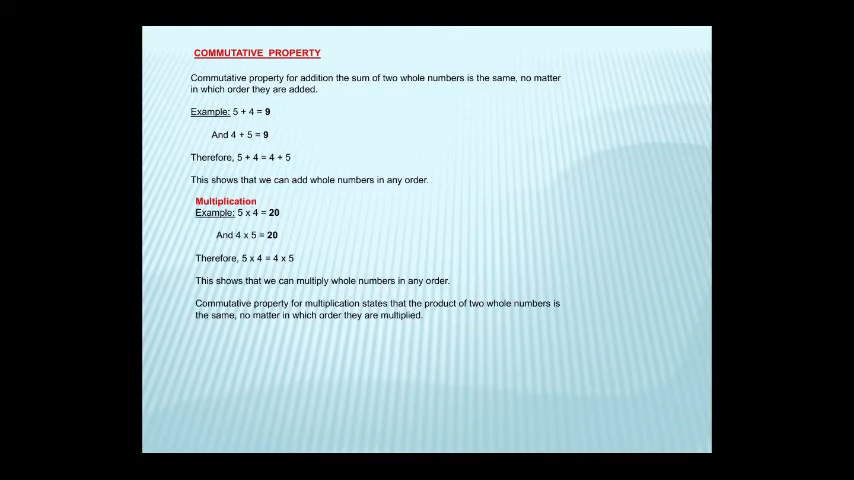 COMMUTATIVE PROPERTY
Commutative property for addition the sum of two whole numbers is the same, no matter
in which order they are added.
Example: 5 + 4 = 9
And 4 + 5 = 9
Therefore, 5 + 4 = 4 + 5
This shows that we can add whole numbers in any order.
Multiplication
Example: 5 x 4 = 20
And 4 x 5 = 20
Therefore, 5 x 4 = 4 x 5
This shows that we can multiply whole numbers in any order.
Commutative property for multiplication states that the product of two whole numbers is
the same, no matter in which order they are multiplied.